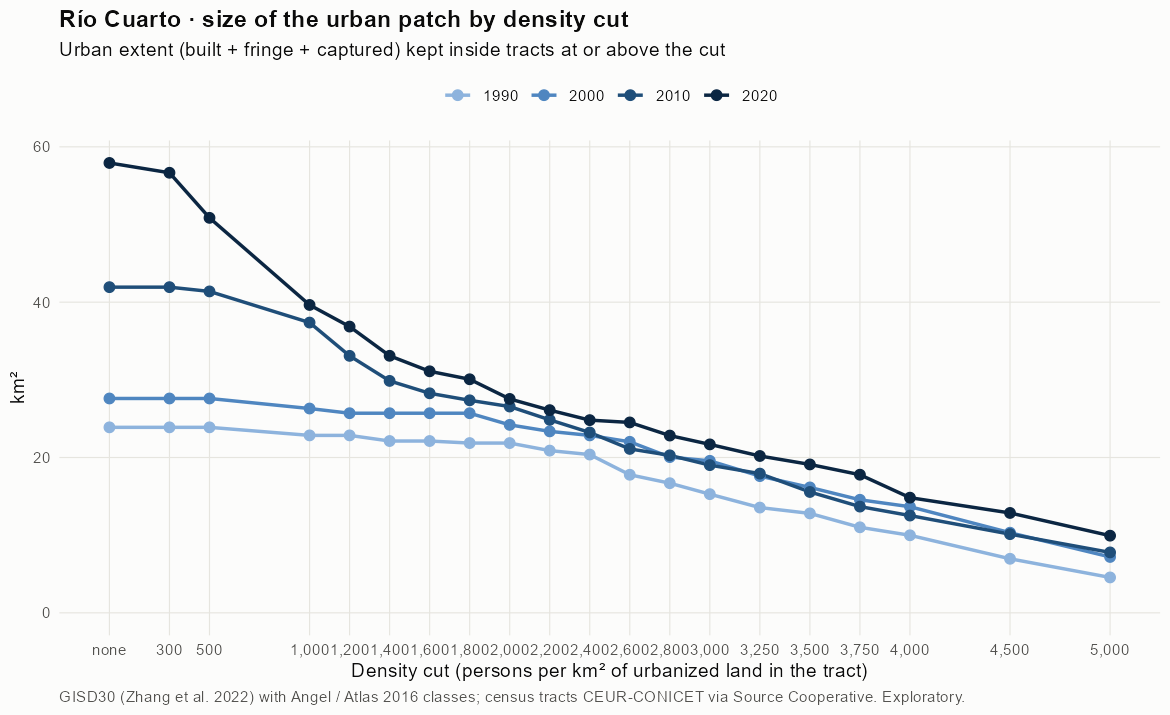 Río Cuarto · size of the urban patch by density cut
Urban extent (built + fringe + captured) kept inside tracts at or above the cut
1990 2000 2010 2020
60
40
20
0
km²
none 300 500 1,000 1,200 1,400 1,600 1,800 2,000 2,200 2,400 2,600 2,800 3,000 3,250 3,500 3,750 4,000 4,500 5,000
Density cut (persons per km² of urbanized land in the tract)
GISD30 (Zhang et al. 2022) with Angel / Atlas 2016 classes; census tracts CEUR-CONICET via Source Cooperative. Exploratory.